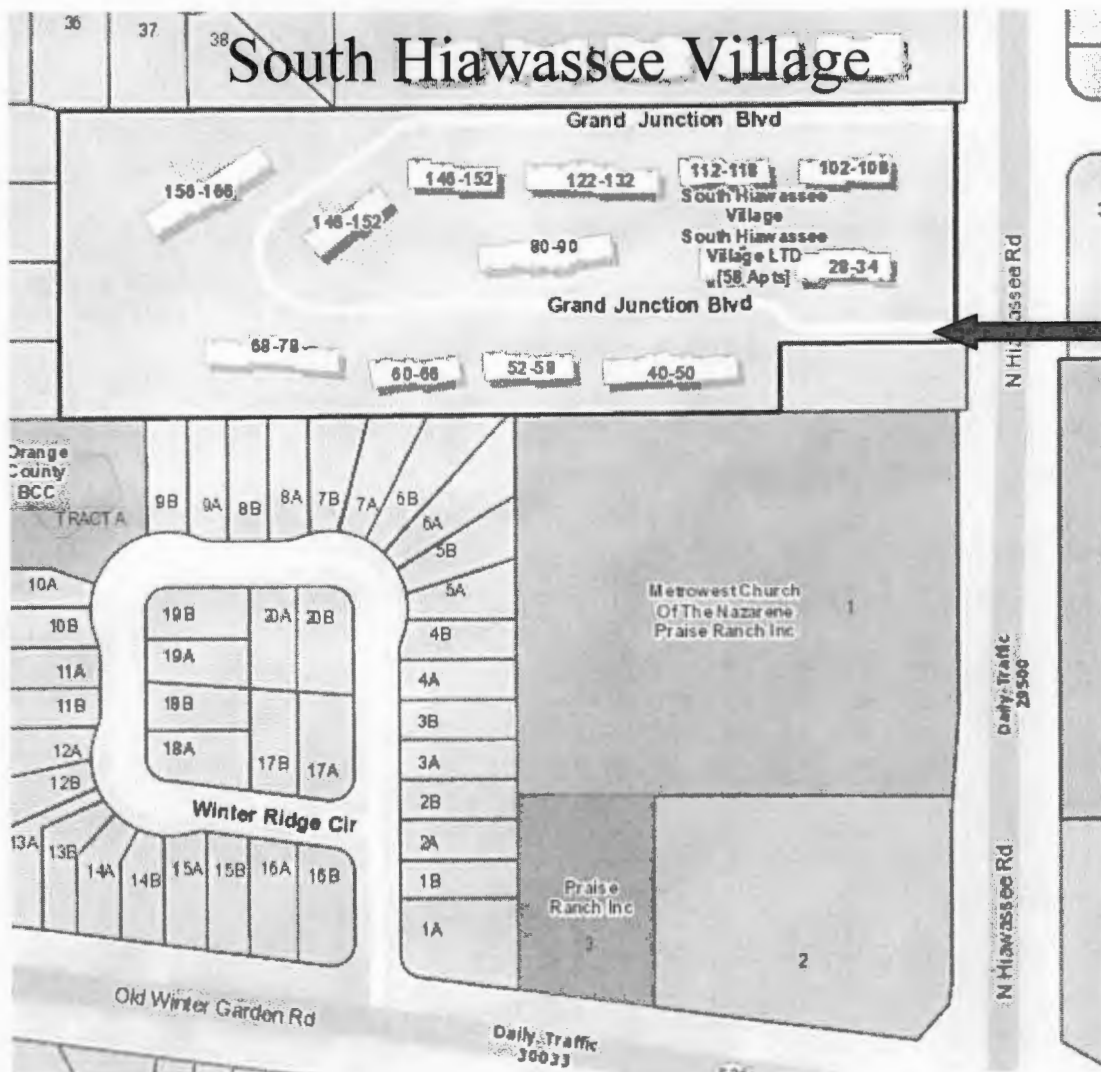 36
37
38
South Hiawassee Village
Grand Junction Blvd
156-166
146-152
146-152
122-132
112-118
102-108
South Hiawassee
Village
South Hiawassee
Village LTD
[58 Apts]
80-90
28-34
Grand Junction Blvd
68-78
60-66
52-58
40-50
N Hiawassee Rd
Orange
County
BCC
TRACT A
9B
9A
8B
8A
7B
7A
6B
6A
5B
5A
10A
10B
11A
11B
12A
12B
13A
13B
14A
14B
15A
15B
16A
16B
19B
19A
18B
18A
20A
20B
17B
17A
Winter Ridge Cir
4B
4A
3B
3A
2B
2A
1B
1A
Metrowest Church
Of The Nazarene
Praise Ranch Inc
1
Daily Traffic
29500
Praise
Ranch Inc
3
2
N Hiawassee Rd
Old Winter Garden Rd
Daily Traffic
30033